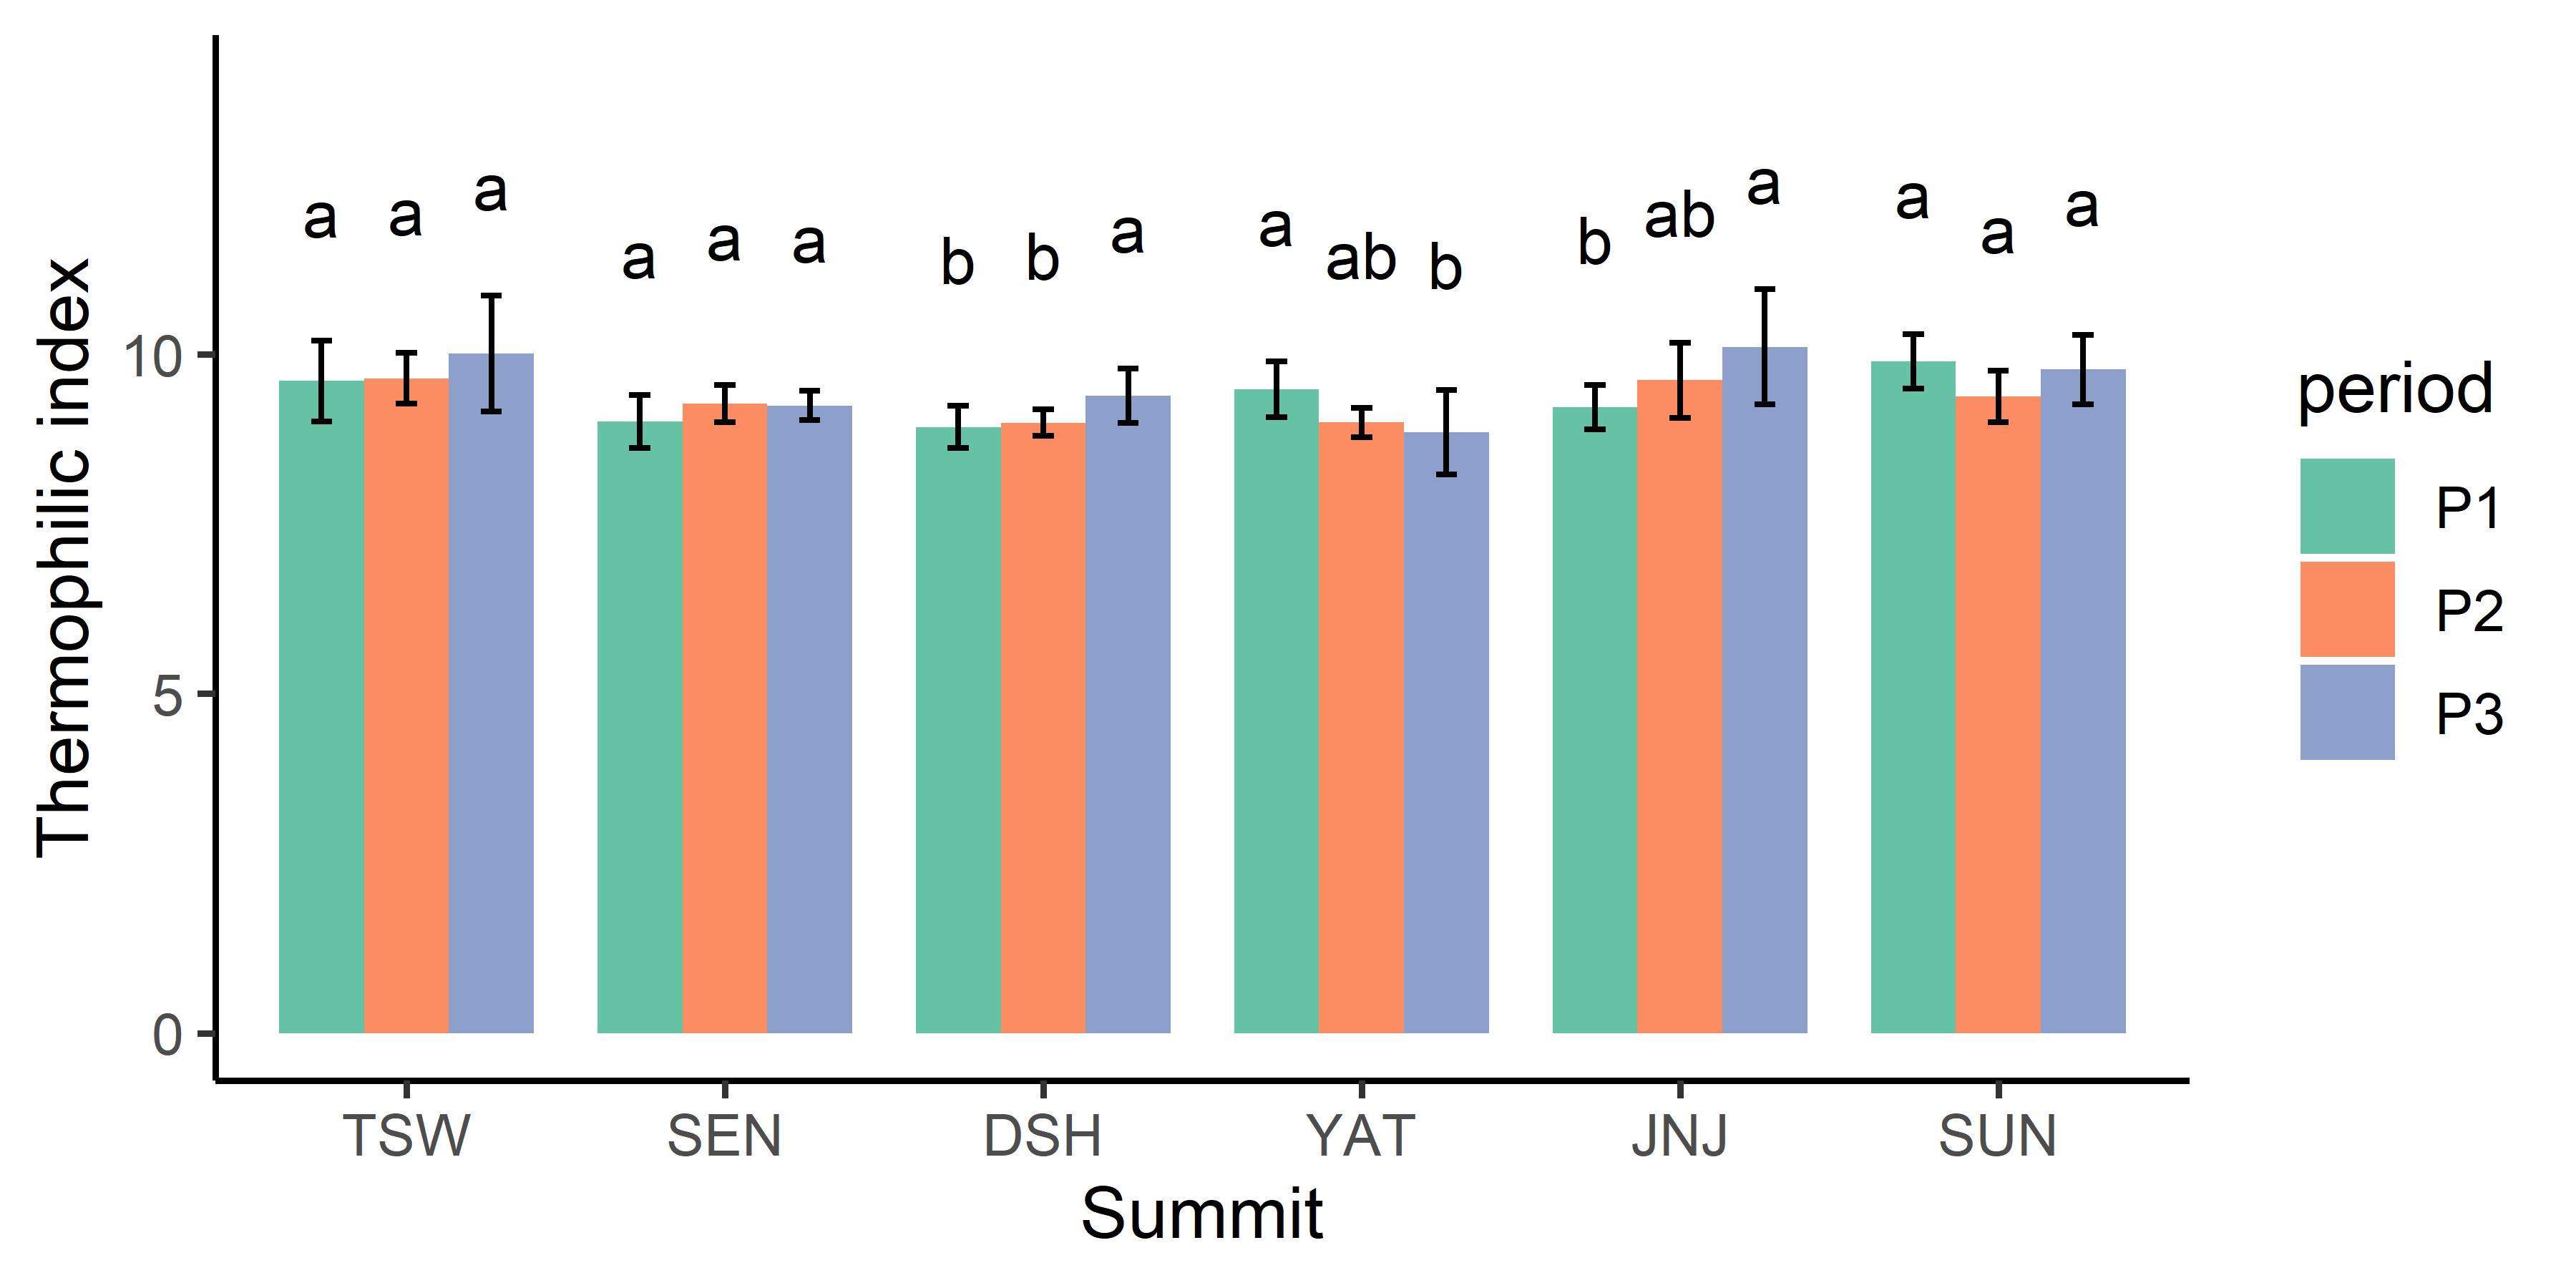 Thermophilic index
10
5
0
a a a
a a a
b b a
a ab b
b ab a
a a a
TSW SEN DSH YAT JNJ SUN
Summit
period
P1
P2
P3